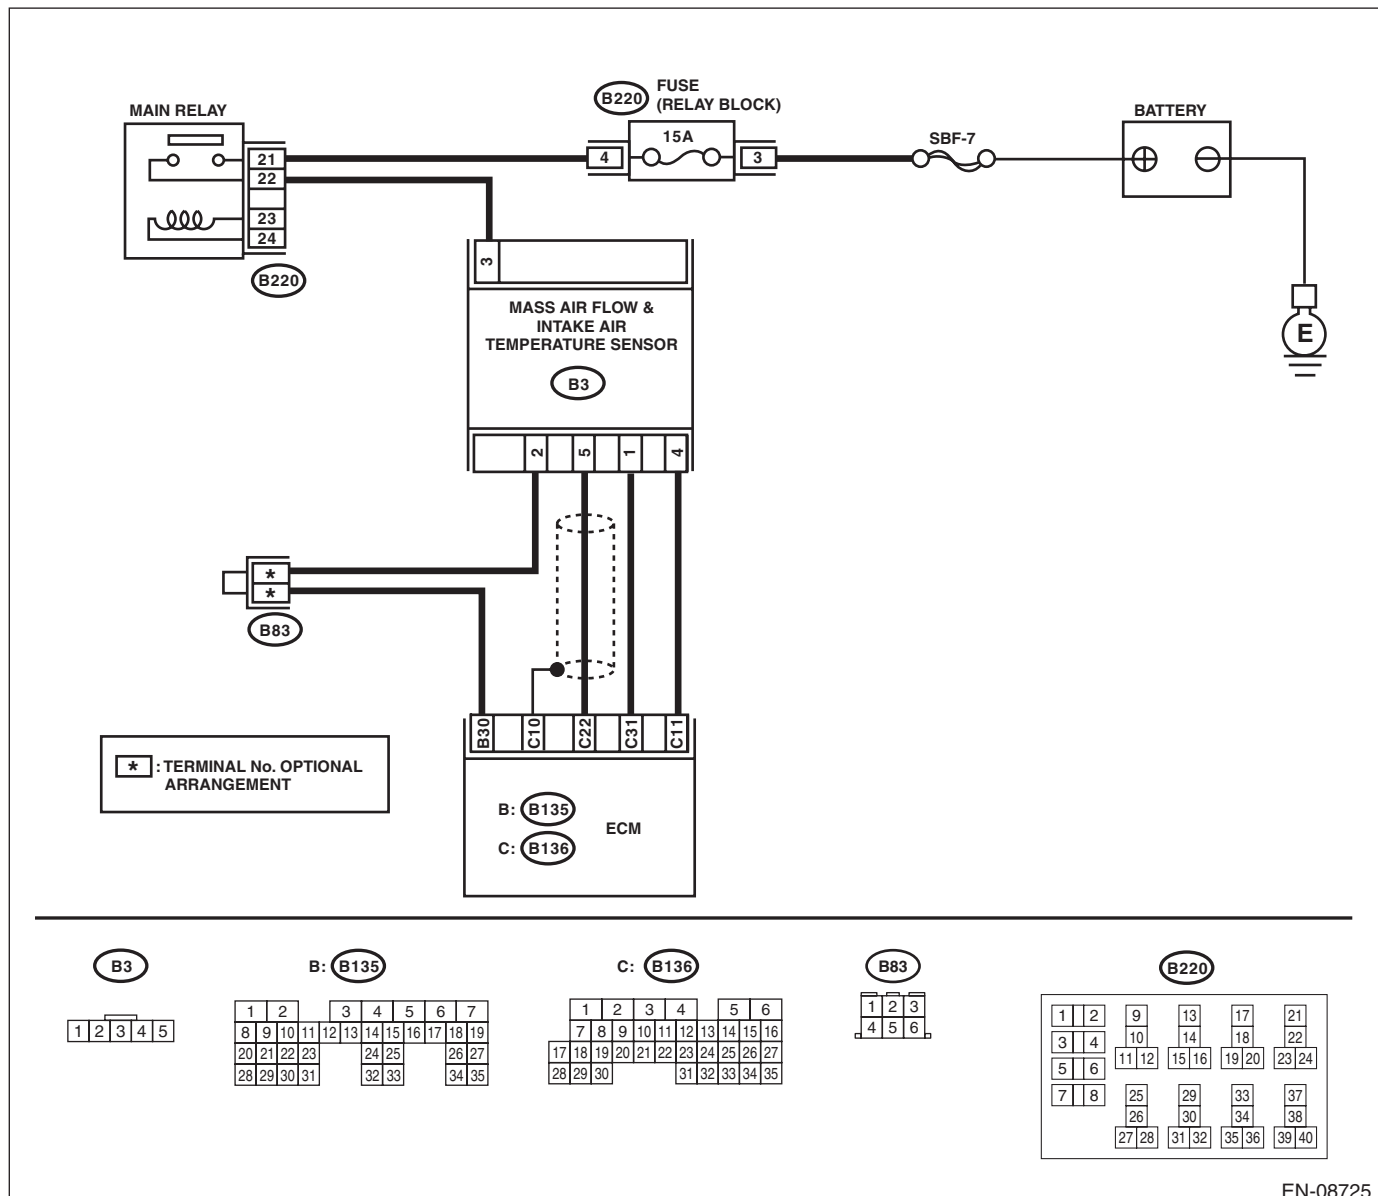 FUSE
B220
(RELAY BLOCK)
MAIN RELAY
BATTERY
15A
SBF-7
21
4
3
22
23
24
B220
3
MASS AIR FLOW &
INTAKE AIR
TEMPERATURE SENSOR
B3
E
2 5 1 4
*
*
B83
B30 C10 C22 C31 C11
* : TERMINAL No. OPTIONAL
ARRANGEMENT
B: B135
ECM
C: B136
B3
B: B135
C: B136
B83
B220
1 2 3 4 5
1 2 3 4 5 6 7
8 9 10 11 12 13 14 15 16 17 18 19
20 21 22 23 24 25 26 27
28 29 30 31 32 33 34 35
1 2 3 4 5 6
7 8 9 10 11 12 13 14 15 16
17 18 19 20 21 22 23 24 25 26 27
28 29 30 31 32 33 34 35
1 2 3
4 5 6
1 2 9 13 17 21
3 4 10 14 18 22
5 6 11 12 15 16 19 20 23 24
7 8 25 29 33 37
26 30 34 38
27 28 31 32 35 36 39 40
EN-08725